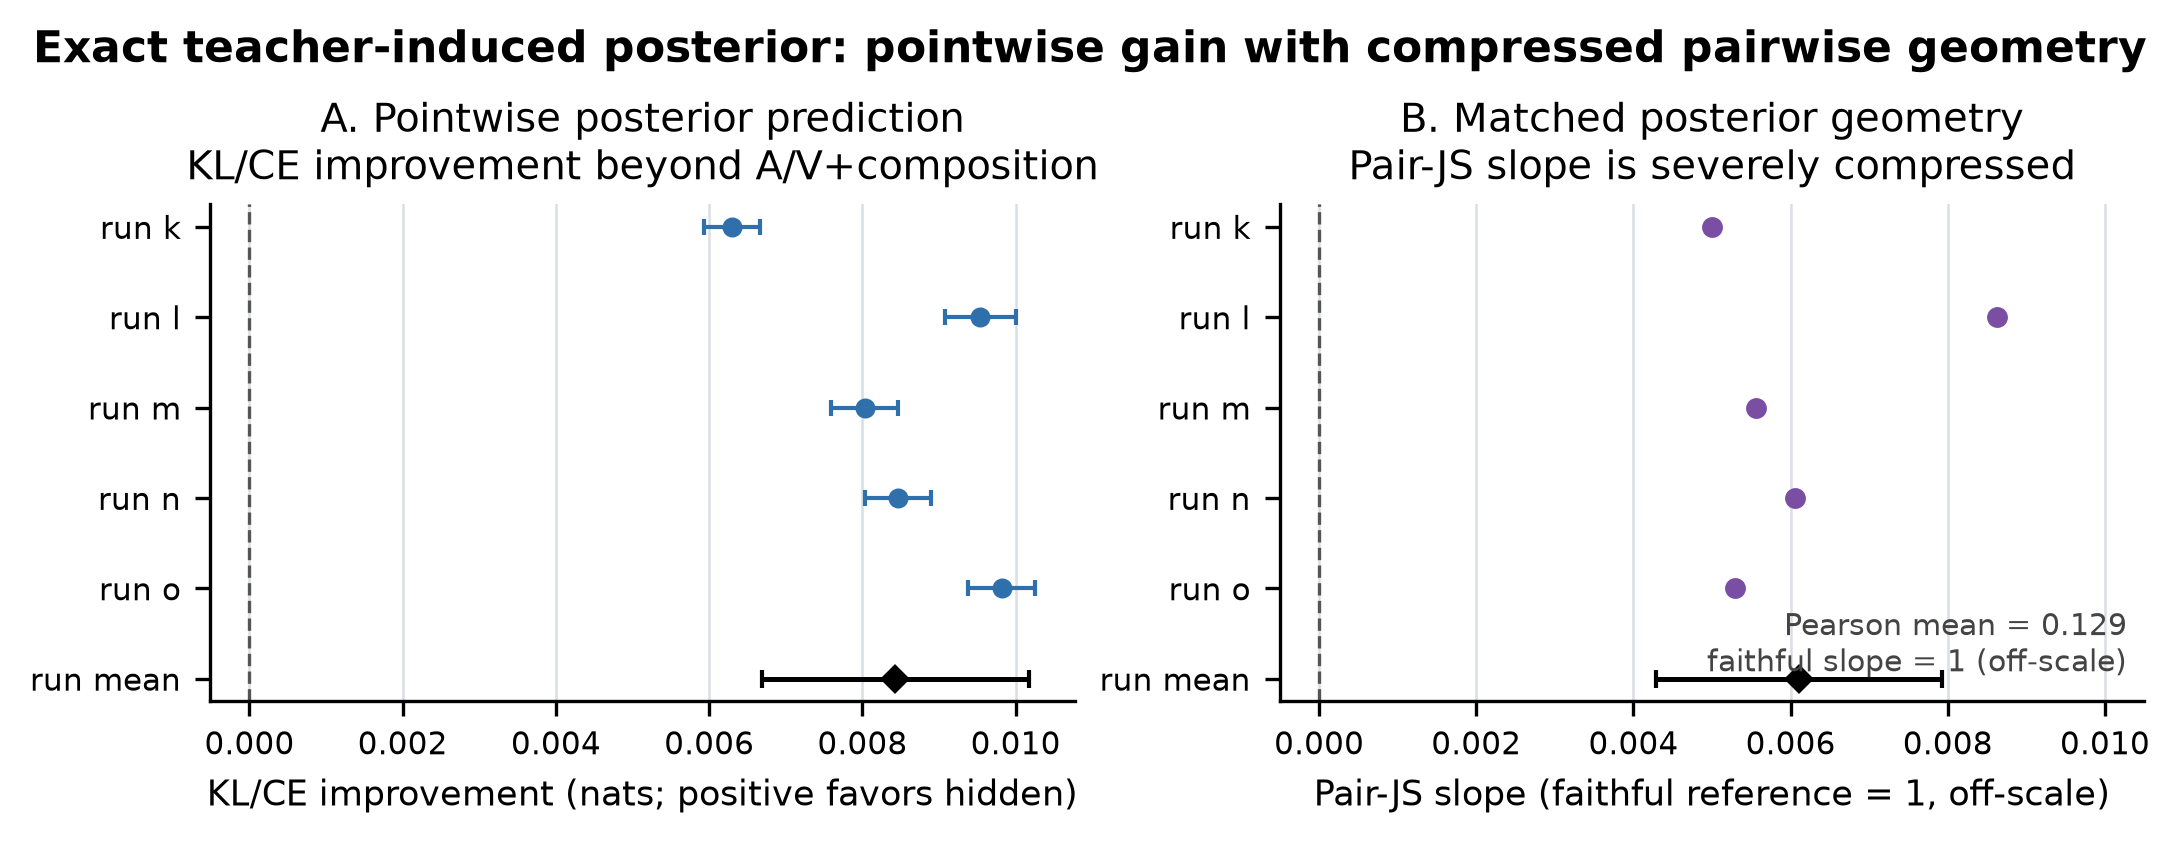 Exact teacher-induced posterior: pointwise gain with compressed pairwise geometry
A. Pointwise posterior prediction
KL/CE improvement beyond A/V+composition
run k
run l
run m
run n
run o
run mean
0.000 0.002 0.004 0.006 0.008 0.010
KL/CE improvement (nats; positive favors hidden)
B. Matched posterior geometry
Pair-JS slope is severely compressed
run k
run l
run m
run n
run o
Pearson mean = 0.129
faithful slope = 1 (off-scale)
run mean
0.000 0.002 0.004 0.006 0.008 0.010
Pair-JS slope (faithful reference = 1, off-scale)